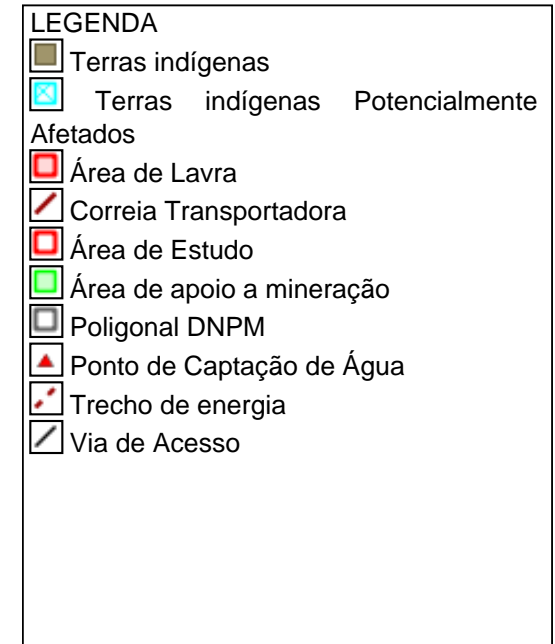 LEGENDA
Terras indígenas
Terras indígenas Potencialmente
Afetados
Área de Lavra
Correia Transportadora
Área de Estudo
Área de apoio a mineração
Poligonal DNPM
Ponto de Captação de Água
Trecho de energia
Via de Acesso